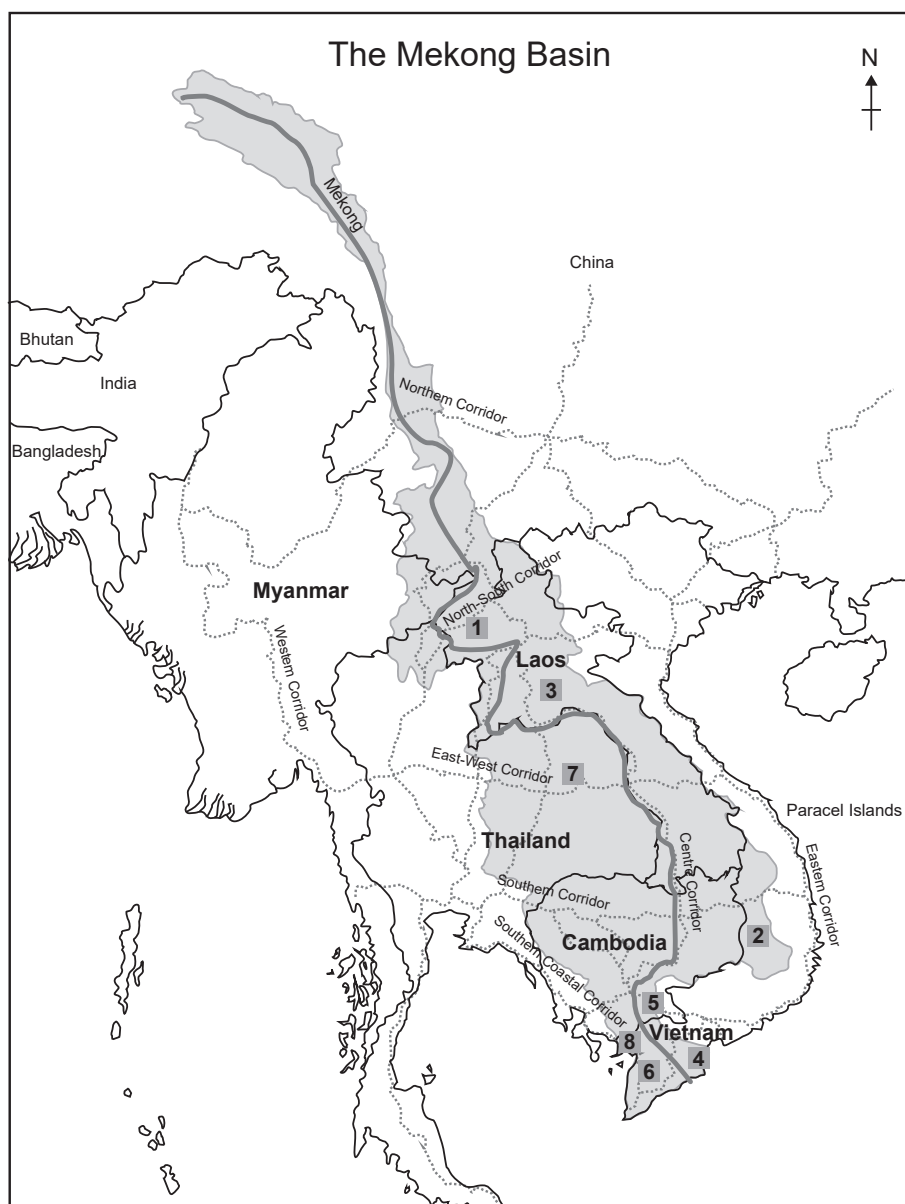 The Mekong Basin
N
Mekong
China
Bhutan
India
Northern Corridor
Bangladesh
Myanmar
North-South Corridor
1
Western Corridor
Laos
3
East-West Corridor
7
Paracel Islands
Thailand
Centre Corridor
Eastern Corridor
Southern Corridor
Cambodia
2
Southern Coastal Corridor
5
Vietnam
8
4
6